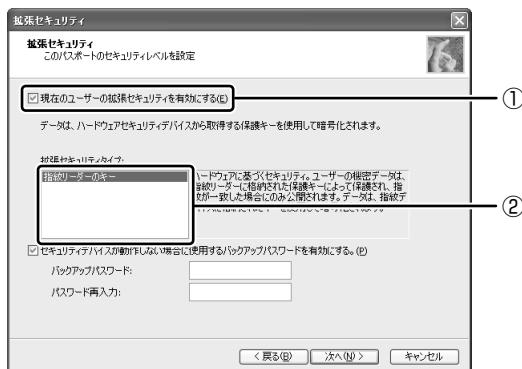 拡張セキュリティ
拡張セキュリティ
このパスポートのセキュリティレベルを設定
現在のユーザーの拡張セキュリティを有効にする(E)
①
データは、ハードウェアセキュリティデバイスから取得する保護キーを使用して暗号化されます。
拡張セキュリティタイプ:
指紋リーダーのキー
ハードウェアに基づくセキュリティ。ユーザーの機密データは、
指紋リーダーに格納された保護キーによって保護され、指
紋が一致した場合にのみ公開されます。データは、指紋デ
②
セキュリティデバイスが動作しない場合に使用するバックアップパスワードを有効にする。(P)
バックアップパスワード:
パスワード再入力:
< 戻る(B)
次へ(N) >
キャンセル